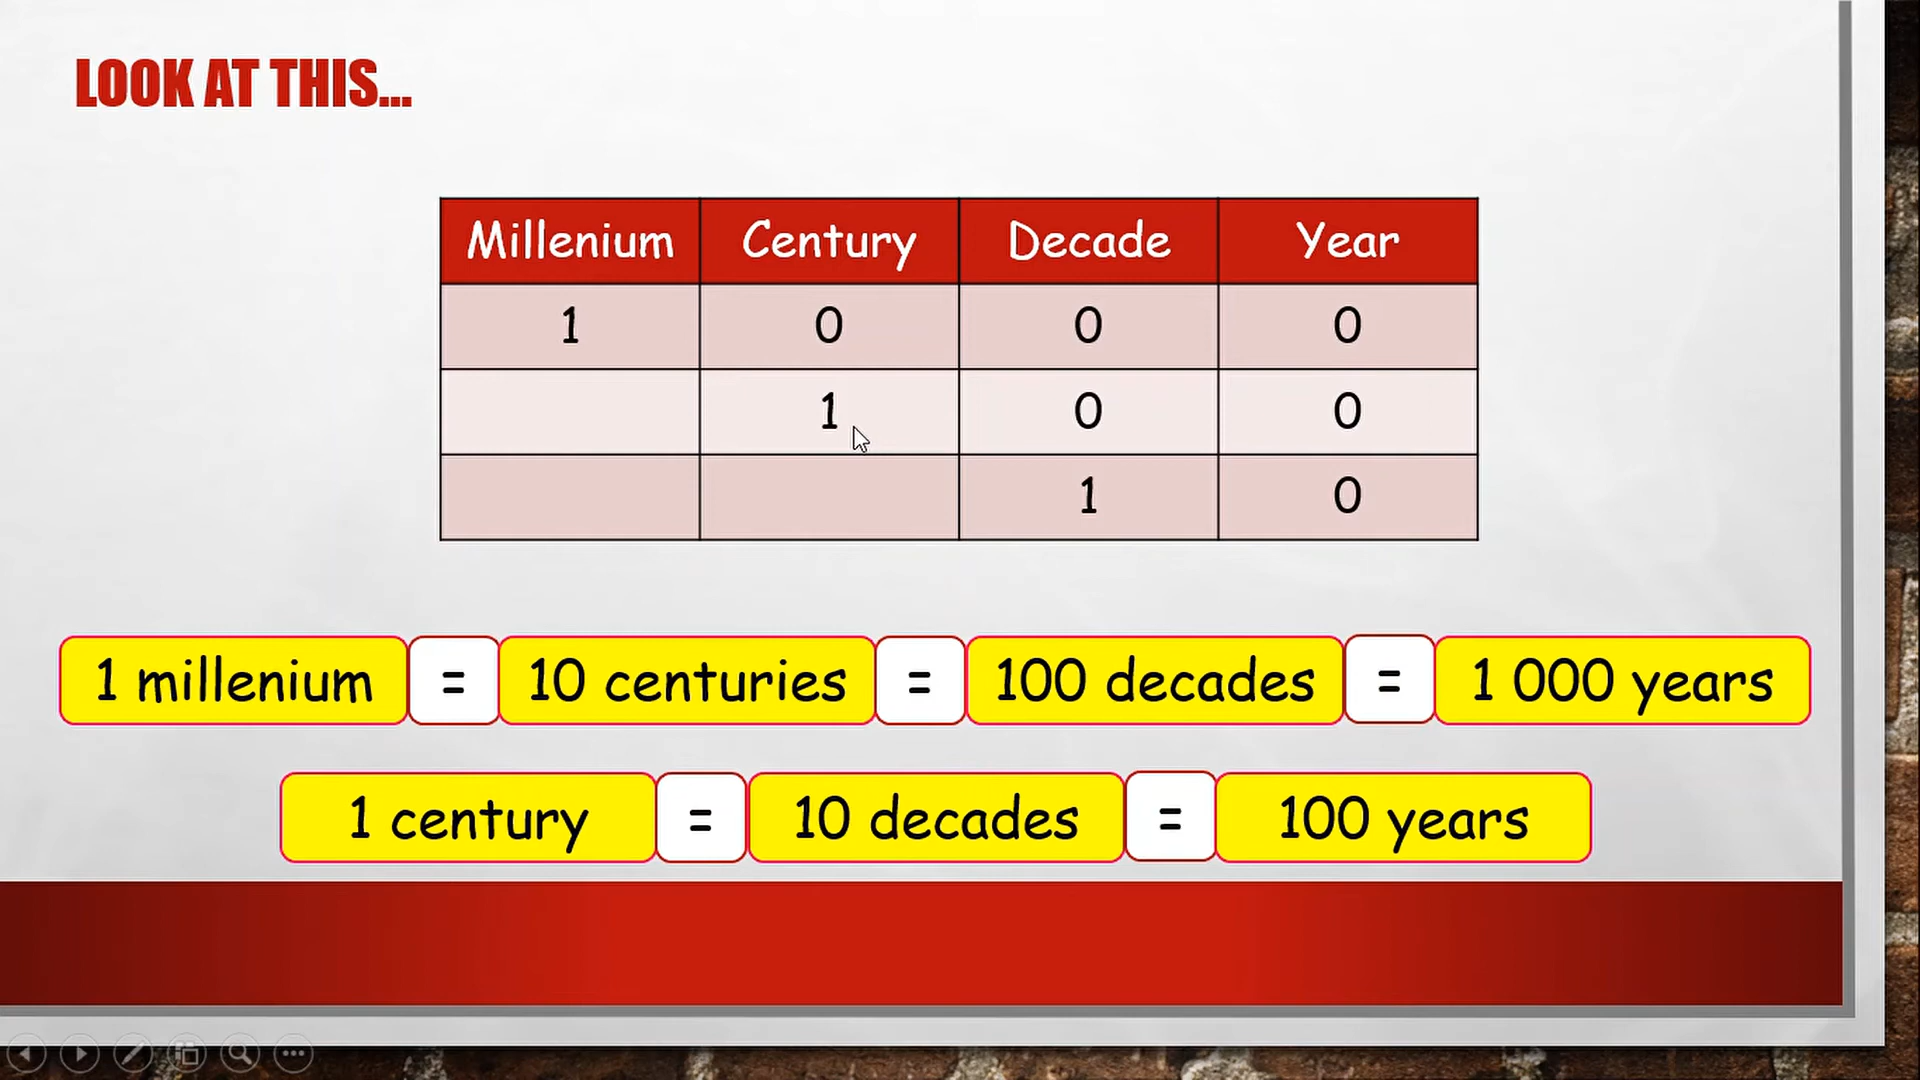 LOOK AT THIS...
Millenium Century Decade Year
1 0 0 0
1 0 0
1 0
1 millenium = 10 centuries = 100 decades = 1 000 years
1 century = 10 decades = 100 years